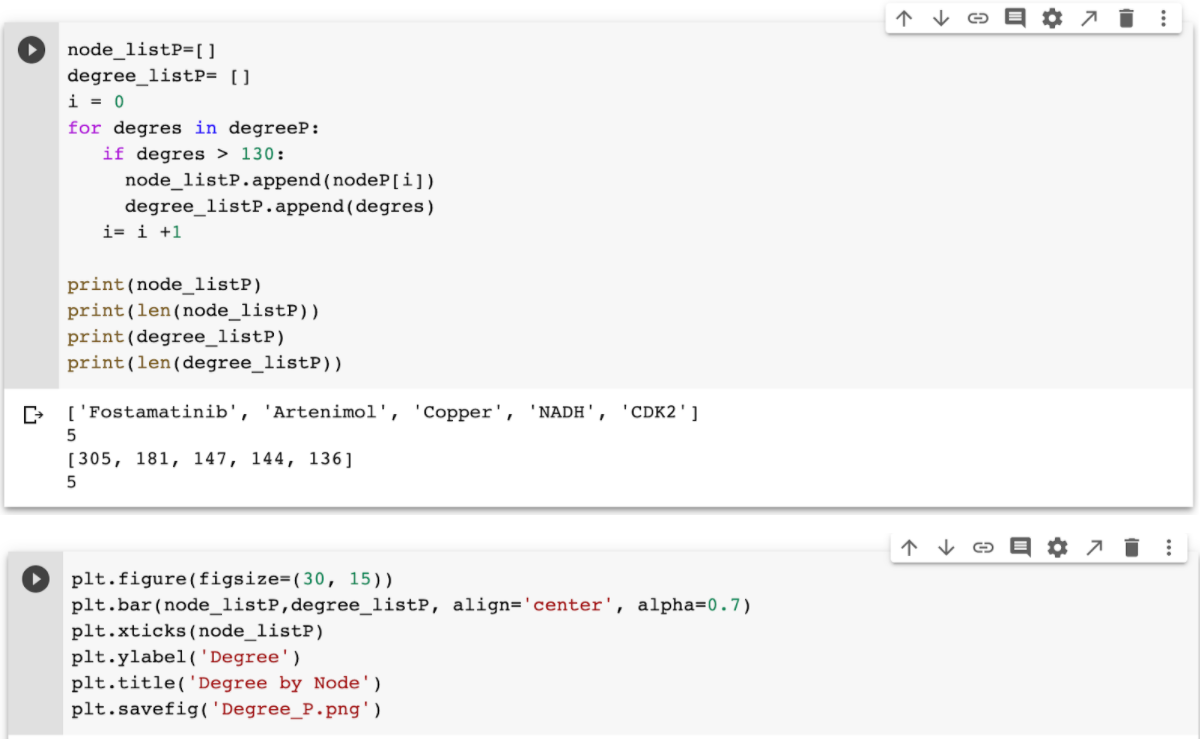 node_listP=[]
degree_listP= []
i = 0
for degres in degreeP:
   if degres > 130:
     node_listP.append(nodeP[i])
     degree_listP.append(degres)
   i= i +1

print(node_listP)
print(len(node_listP))
print(degree_listP)
print(len(degree_listP))
['Fostamatinib', 'Artenimol', 'Copper', 'NADH', 'CDK2']
5
[305, 181, 147, 144, 136]
5
plt.figure(figsize=(30, 15))
plt.bar(node_listP,degree_listP, align='center', alpha=0.7)
plt.xticks(node_listP)
plt.ylabel('Degree')
plt.title('Degree by Node')
plt.savefig('Degree_P.png')